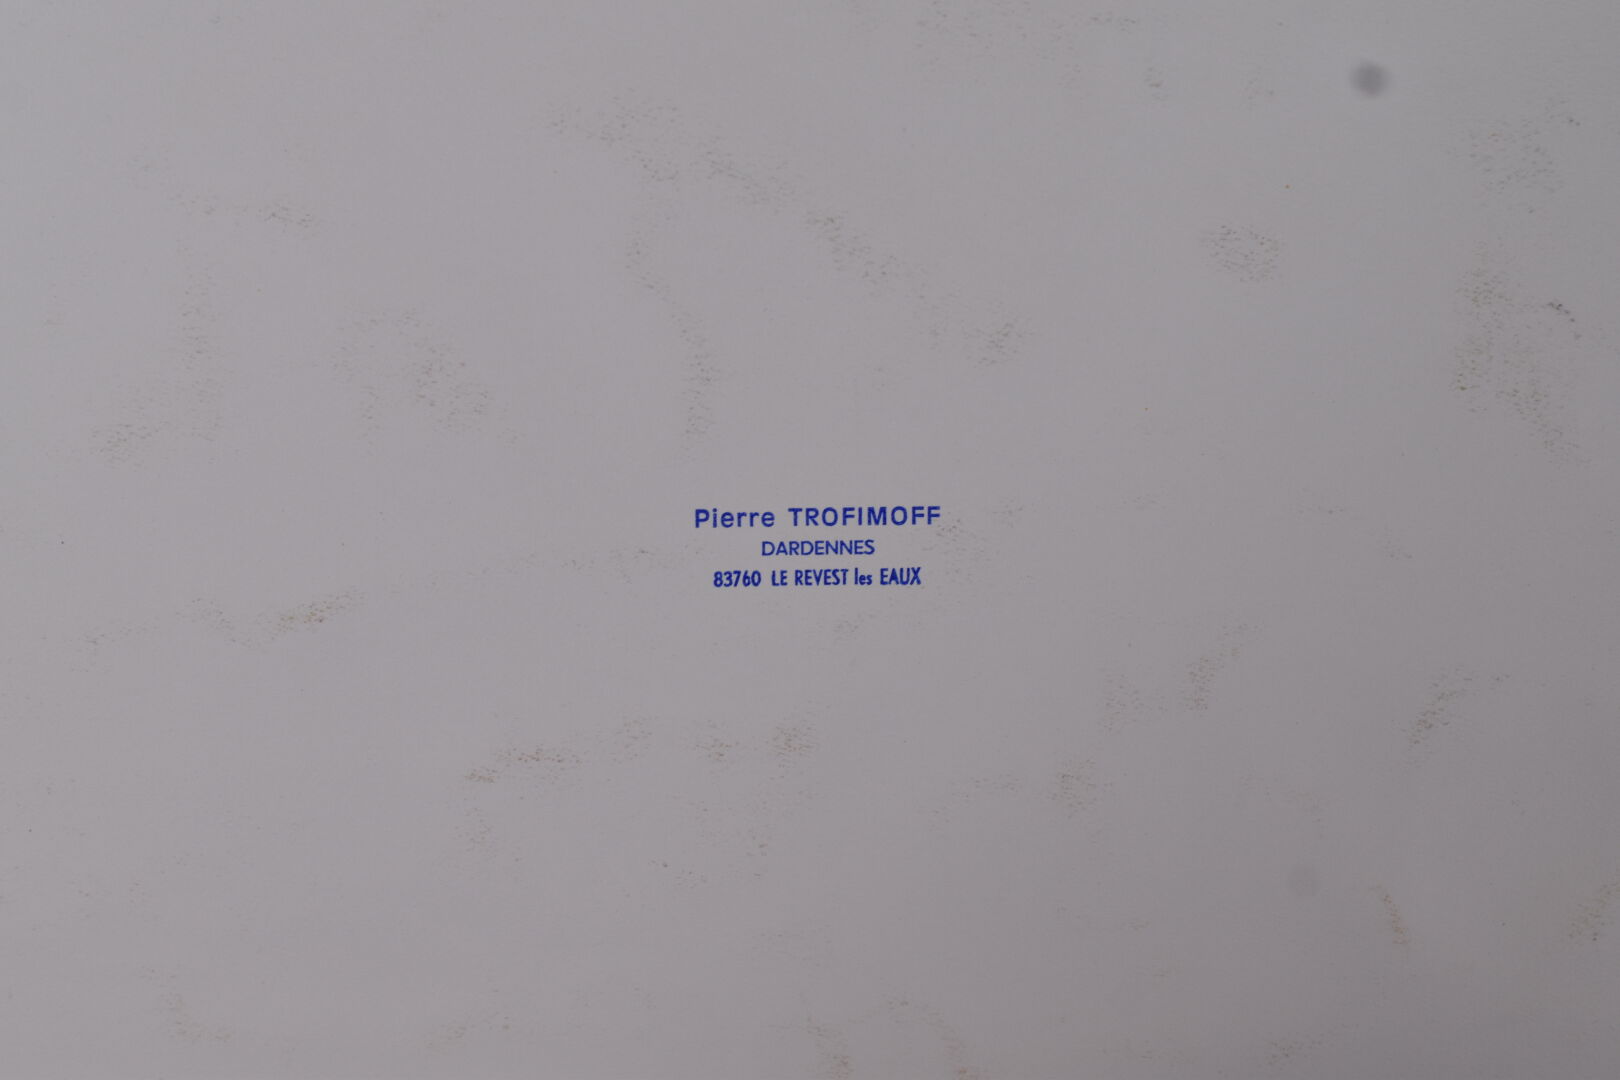 Pierre TROFIMOFF
DARDENNES
83760 LE REVEST les EAUX